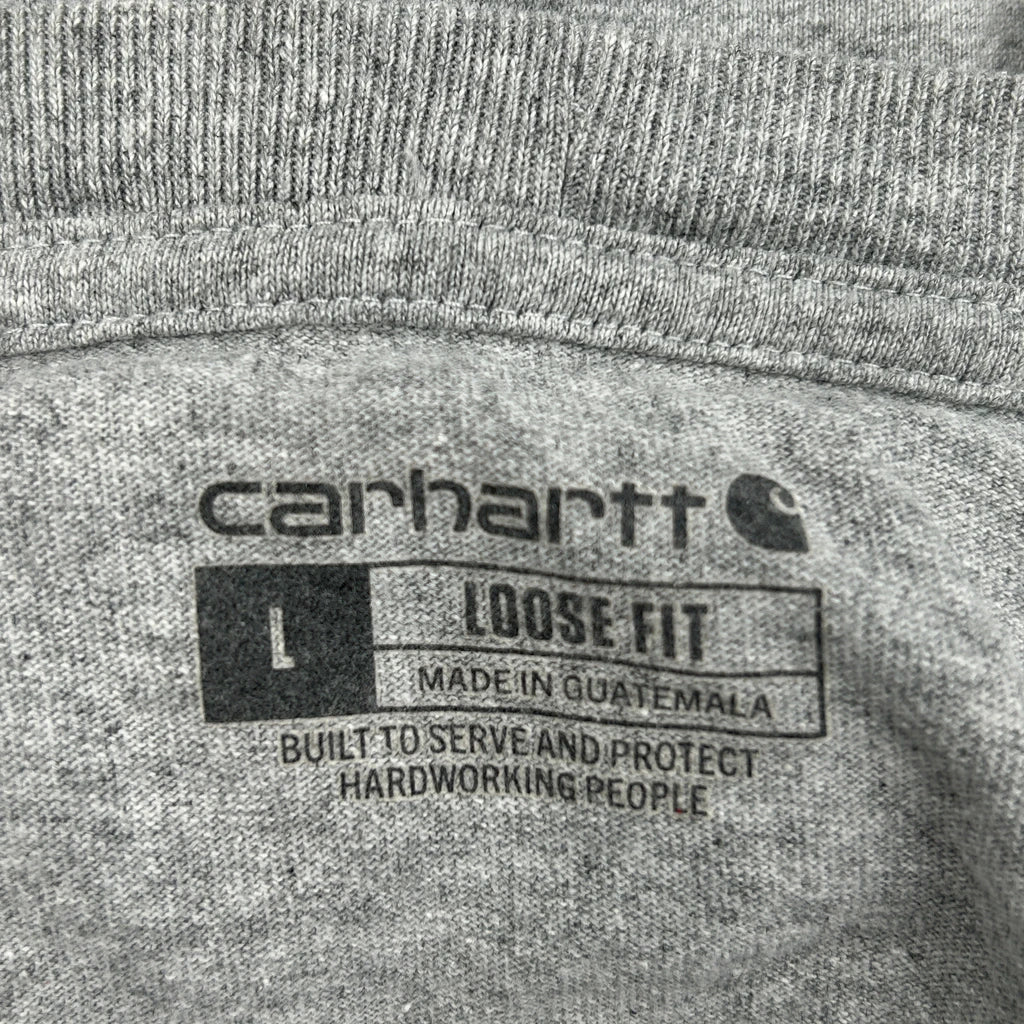 carhartt
L
LOOSE FIT
MADE IN GUATEMALA
BUILT TO SERVE AND PROTECT
HARDWORKING PEOPLE